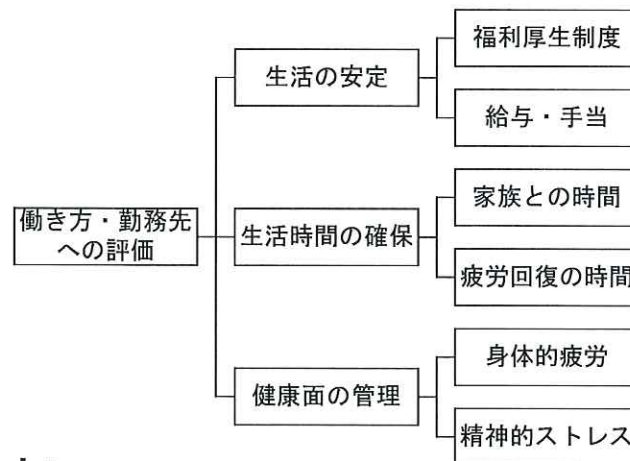 福利厚生制度
生活の安定
給与・手当
家族との時間
働き方・勤務先
への評価
生活時間の確保
疲労回復の時間
身体的疲労
健康面の管理
精神的ストレス